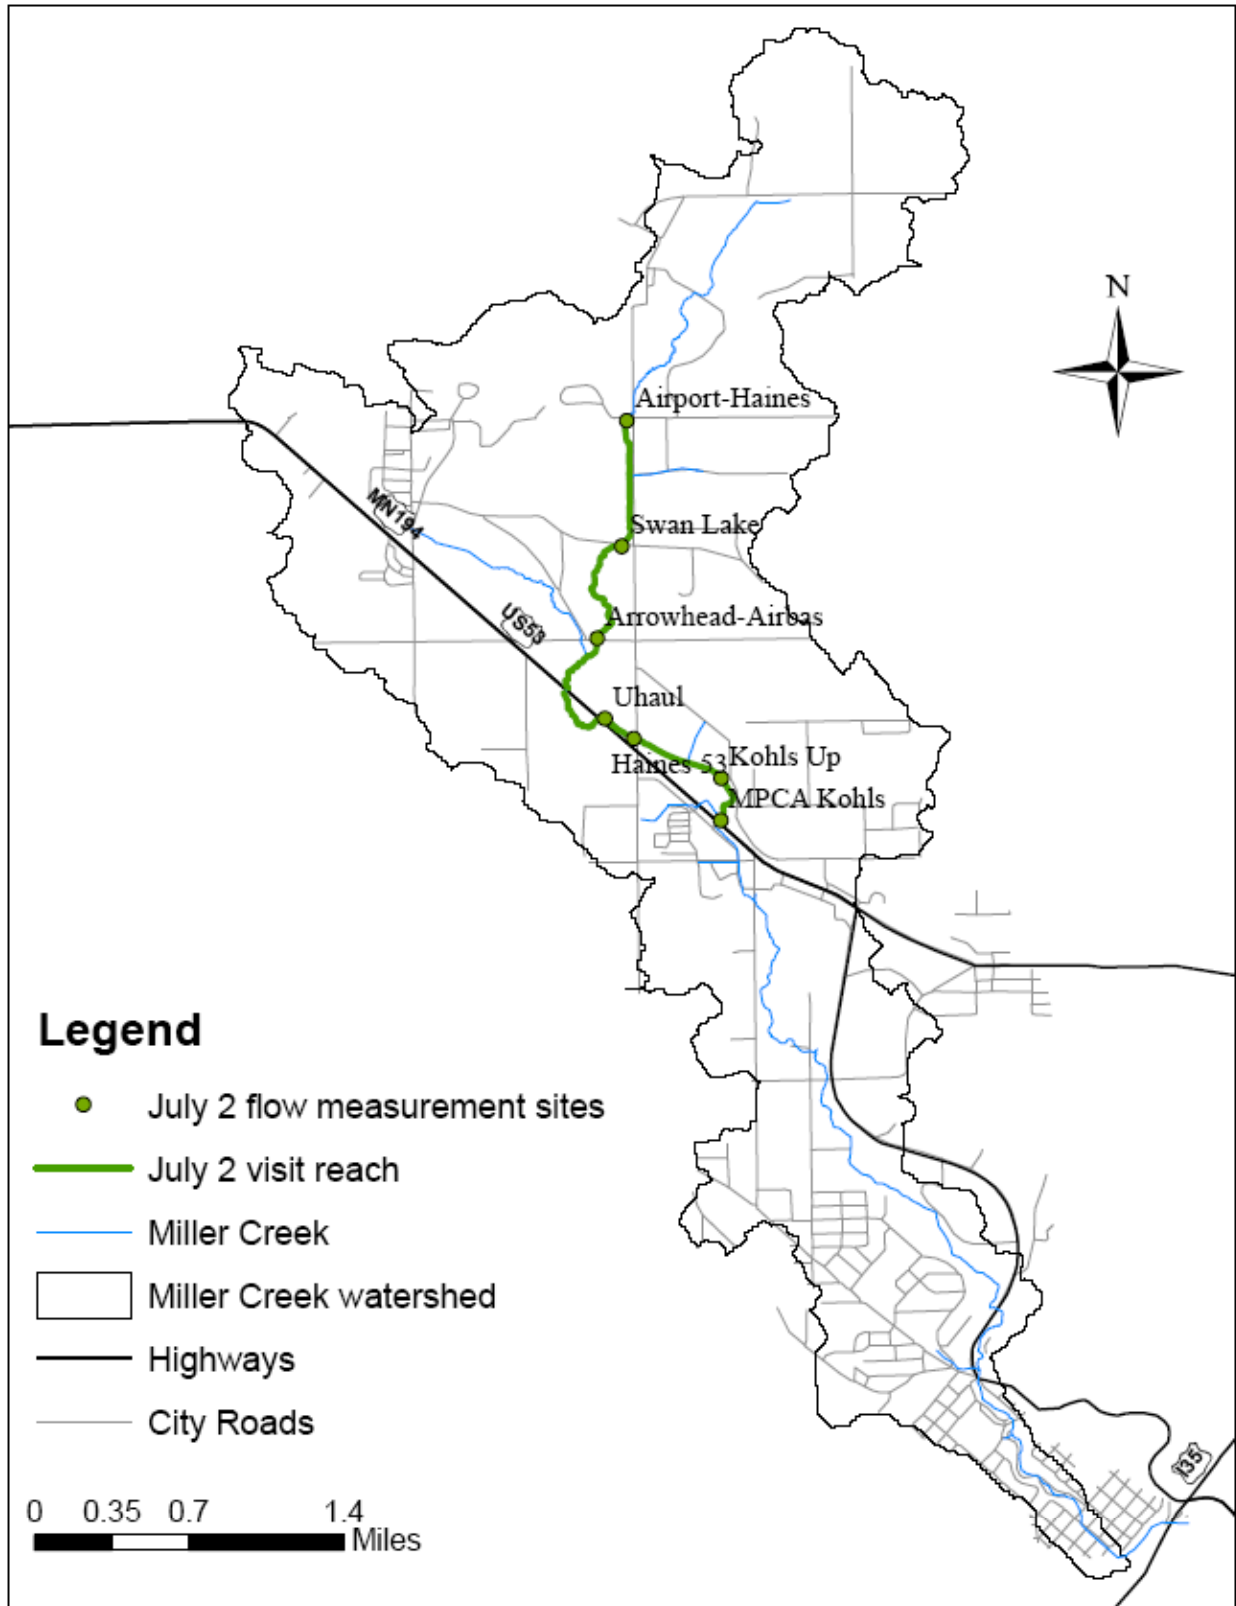 N
Airport-Haines
MN194
Swan Lake
US53
Arrowhead-Airbas
Uhaul
Haines 53
Kohls Up
MPCA Kohls
Legend
July 2 flow measurement sites
July 2 visit reach
Miller Creek
Miller Creek watershed
Highways
City Roads
I35
0 0.35 0.7 1.4
Miles